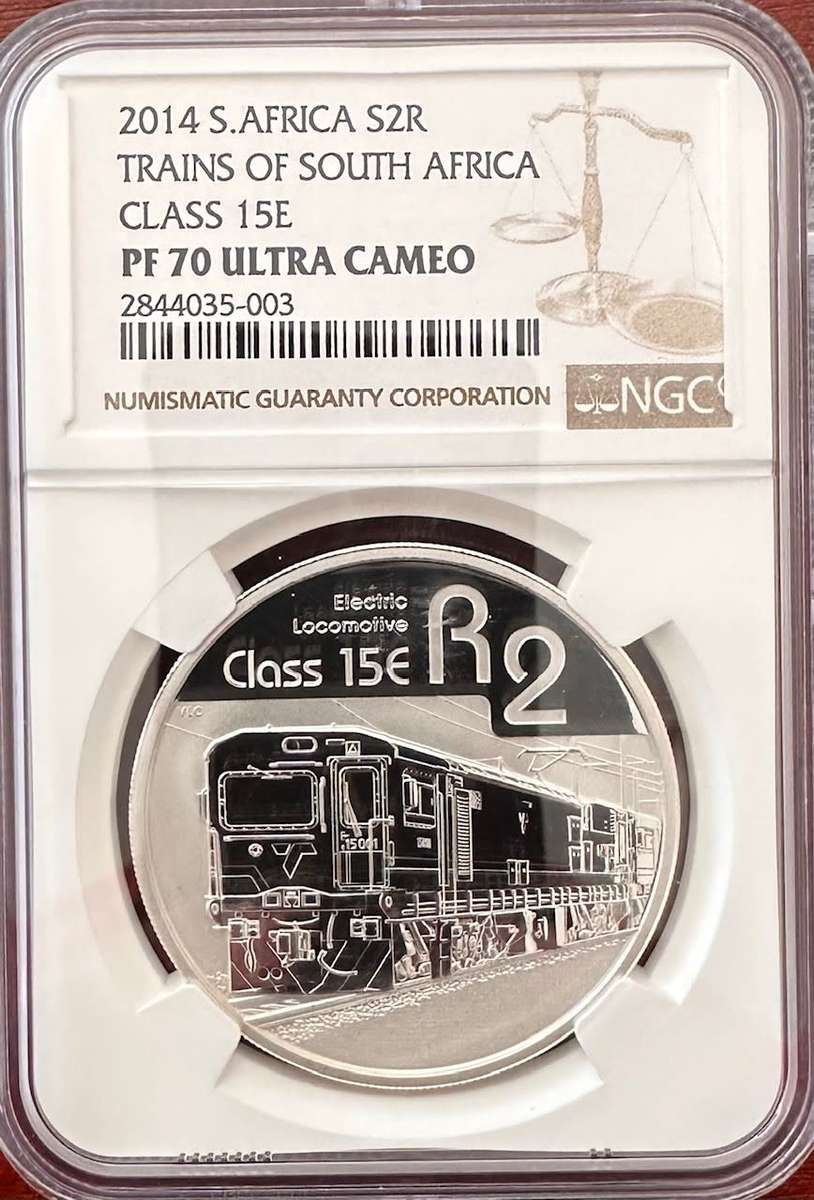 2014 S.AFRICA S2R
TRAINS OF SOUTH AFRICA
CLASS 15E
PF 70 ULTRA CAMEO
2844035-003
NUMISMATIC GUARANTY CORPORATION
NGC
Electric
Locomotive
Class 15E
R2
15001